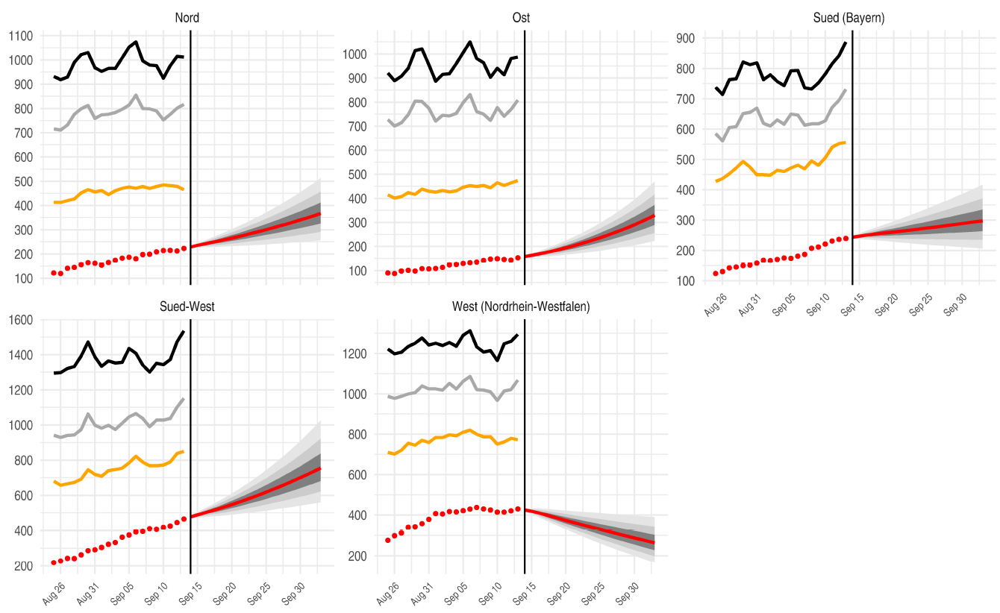 Nord
1100
1000
900
800
700
600
500
400
300
200
100
Ost
1000
900
800
700
600
500
400
300
200
100
Sued (Bayern)
900
800
700
600
500
400
300
200
100
Aug 26
Aug 31
Sep 05
Sep 10
Sep 15
Sep 20
Sep 25
Sep 30
Sued-West
1600
1400
1200
1000
800
600
400
200
Aug 26
Aug 31
Sep 05
Sep 10
Sep 15
Sep 20
Sep 25
Sep 30
West (Nordrhein-Westfalen)
1200
1000
800
600
400
200
Aug 26
Aug 31
Sep 05
Sep 10
Sep 15
Sep 20
Sep 25
Sep 30